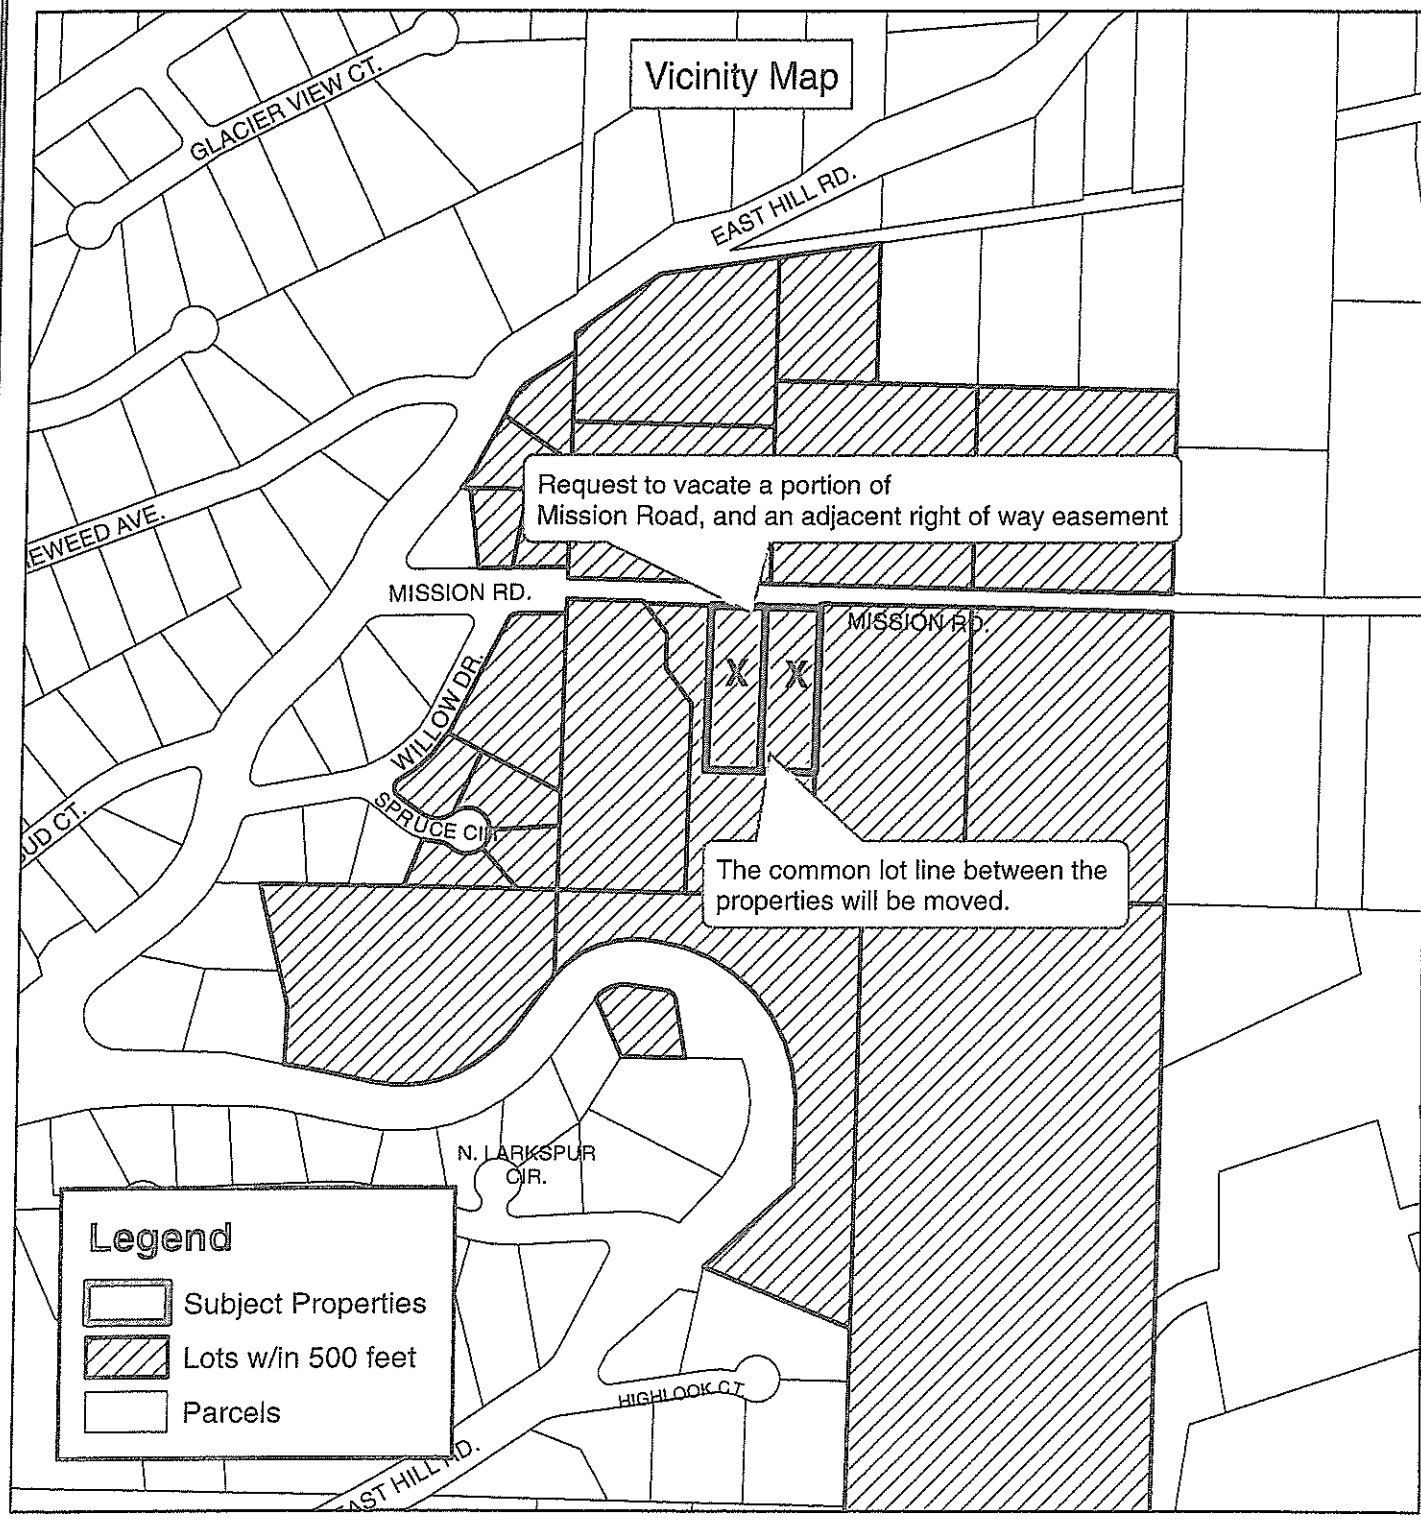 Vicinity Map
GLACIER VIEW CT.
EAST HILL RD.
Request to vacate a portion of
Mission Road, and an adjacent right of way easement
EWEED AVE.
MISSION RD.
MISSION RD.
X X
WILLOW DR.
SPRUCE CIR.
UD CT.
The common lot line between the
properties will be moved.
N. LARKSPUR
CIR.
Legend
Subject Properties
Lots w/in 500 feet
Parcels
HIGHLOOK CT.
EAST HILL RD.